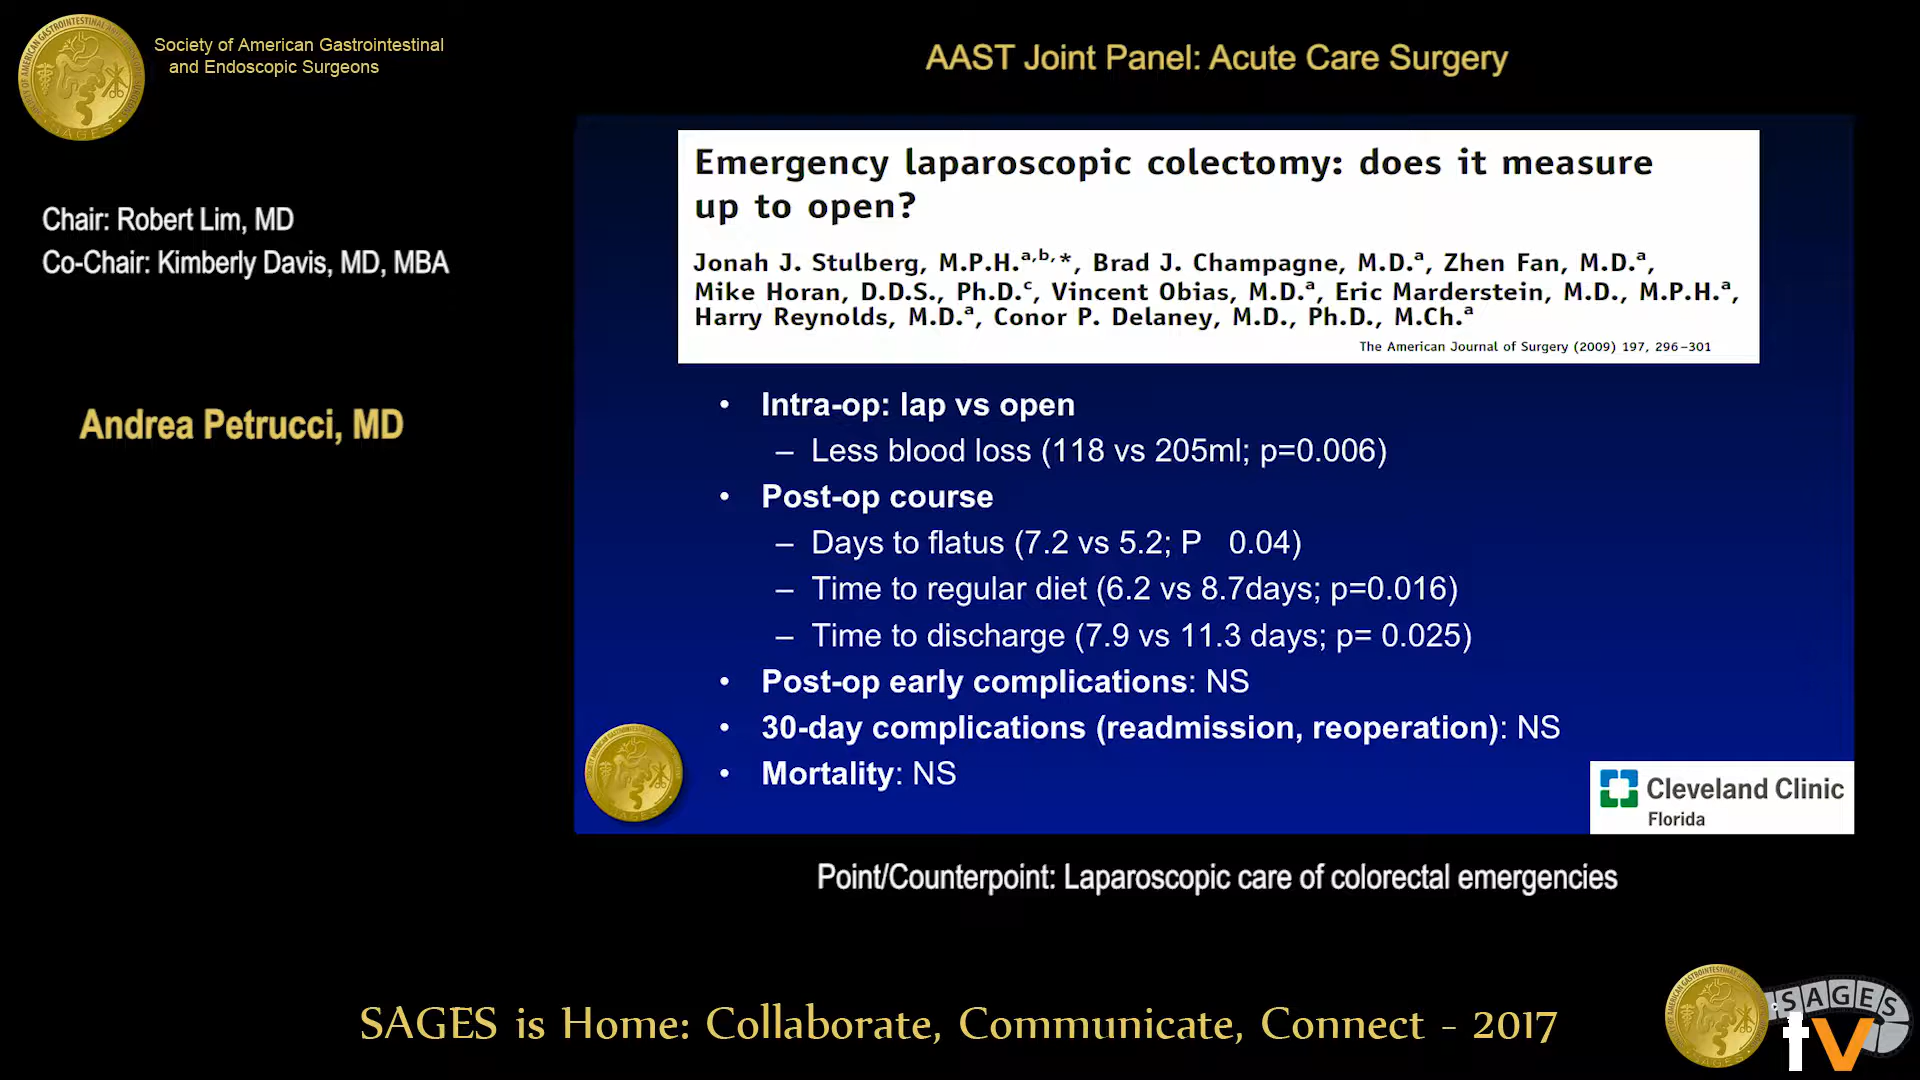 Society of American Gastrointestinal
and Endoscopic Surgeons
AAST Joint Panel: Acute Care Surgery
Chair: Robert Lim, MD
Co-Chair: Kimberly Davis, MD, MBA
Andrea Petrucci, MD
Emergency laparoscopic colectomy: does it measure
up to open?
Jonah J. Stulberg, M.P.H.a,b,*, Brad J. Champagne, M.D.a, Zhen Fan, M.D.a,
Mike Horan, D.D.S., Ph.D.c, Vincent Obias, M.D.a, Eric Marderstein, M.D., M.P.H.a,
Harry Reynolds, M.D.a, Conor P. Delaney, M.D., Ph.D., M.Ch.a
The American Journal of Surgery (2009) 197, 296–301
• Intra-op: lap vs open
– Less blood loss (118 vs 205ml; p=0.006)
• Post-op course
– Days to flatus (7.2 vs 5.2; P 0.04)
– Time to regular diet (6.2 vs 8.7days; p=0.016)
– Time to discharge (7.9 vs 11.3 days; p= 0.025)
• Post-op early complications: NS
• 30-day complications (readmission, reoperation): NS
• Mortality: NS
Cleveland Clinic
Florida
Point/Counterpoint: Laparoscopic care of colorectal emergencies
SAGES is Home: Collaborate, Communicate, Connect - 2017
SAGES
tv